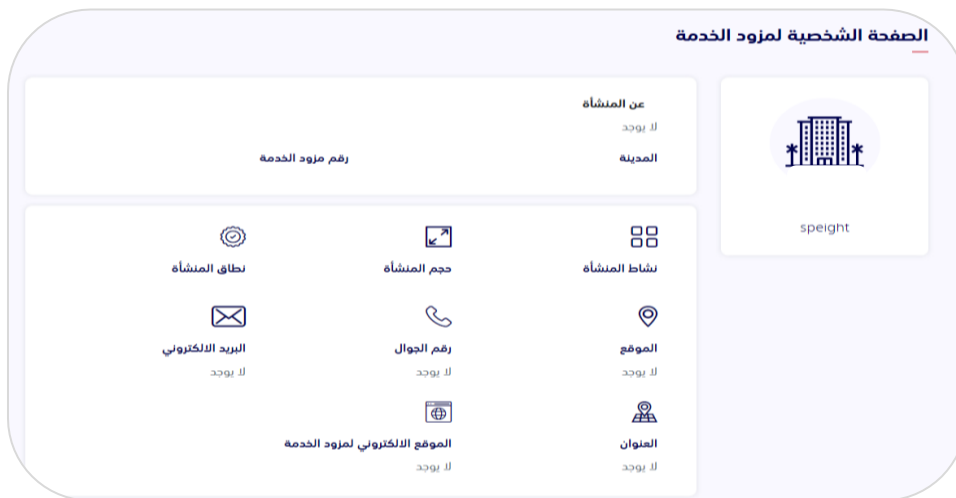 الصفحة الشخصية لمزود الخدمة
speight
عن المنشأة
لا يوجد
المدينة رقم مزود الخدمة
نشاط المنشأة حجم المنشأة نطاق المنشأة
الموقع رقم الجوال البريد الالكتروني
لا يوجد لا يوجد لا يوجد
العنوان الموقع الالكتروني لمزود الخدمة
لا يوجد لا يوجد